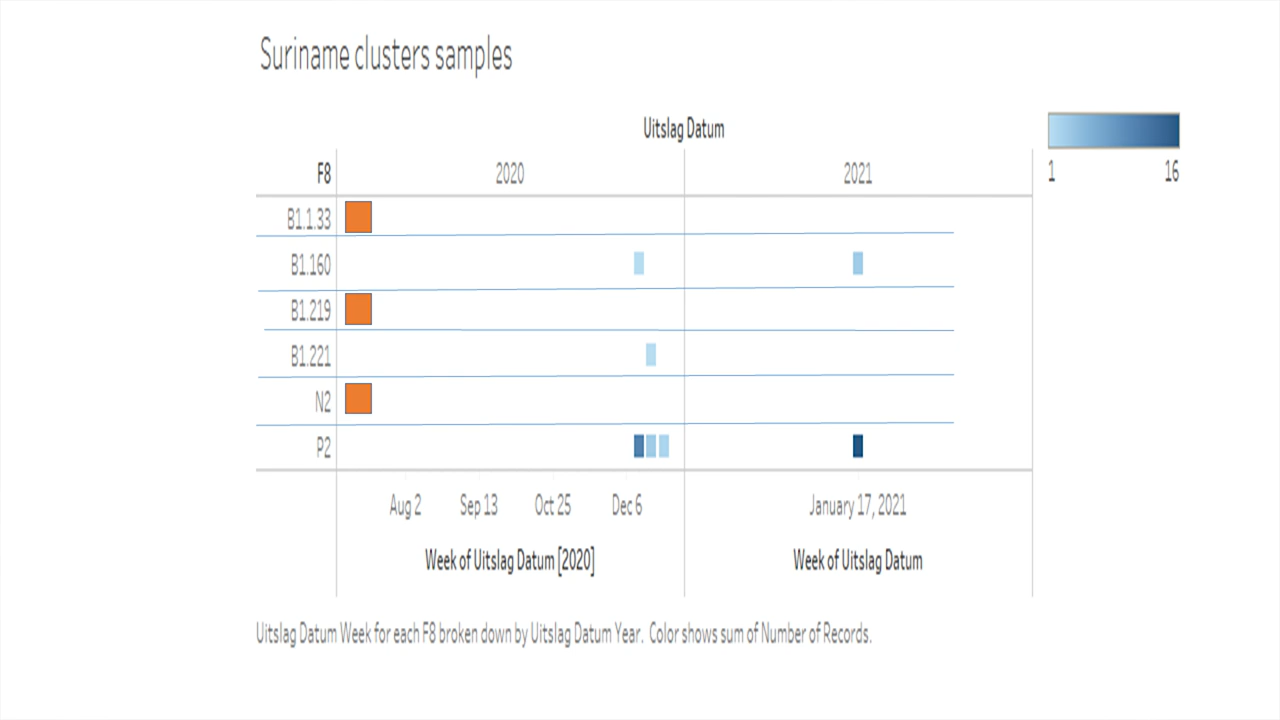 Suriname clusters samples
Uitslag Datum
F8 2020 2021
1 16
B1.1.33
B1.160
B1.219
B1.221
N2
P2
Aug 2 Sep 13 Oct 25 Dec 6 January 17, 2021
Week of Uitslag Datum [2020] Week of Uitslag Datum
Uitslag Datum Week for each F8 broken down by Uitslag Datum Year. Color shows sum of Number of Records.